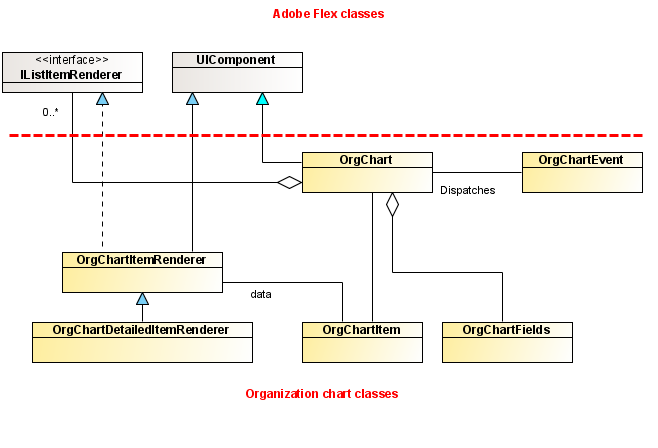 Adobe Flex classes
<<interface>>
IListItemRenderer
UIComponent
0..*
OrgChart
OrgChartEvent
Dispatches
OrgChartItemRenderer
data
OrgChartDetailedItemRenderer
OrgChartItem
OrgChartFields
Organization chart classes